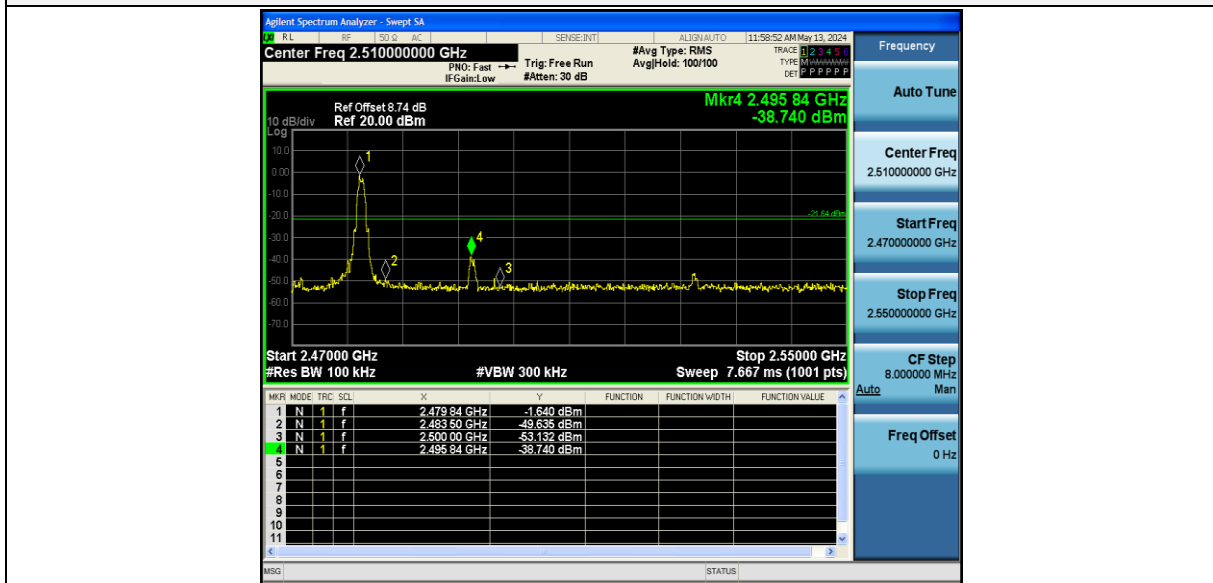 Agilent Spectrum Analyzer - Swept SA
LXI RL RF 50 Ω AC SENSE:INT ALIGNAUTO 11:58:52 AM May 13, 2024
Center Freq 2.510000000 GHz
PNO: Fast
IFGain:Low
Trig: Free Run
#Atten: 30 dB
#Avg Type: RMS
Avg|Hold: 100/100
TRACE 1 2 3 4 5 6
TYPE M
DET P P P P P P
Ref Offset 8.74 dB
10 dB/div Ref 20.00 dBm
Log
Mkr4 2.495 84 GHz
-38.740 dBm
10.0
0.00
-10.0
-20.0
-30.0
-40.0
-50.0
-60.0
-70.0
1
2
4
3
-21.64 dBm
Start 2.47000 GHz Stop 2.55000 GHz
#Res BW 100 kHz #VBW 300 kHz Sweep 7.667 ms (1001 pts)
MKR MODE TRC SCL X Y FUNCTION FUNCTION WIDTH FUNCTION VALUE
1 N 1 f 2.479 84 GHz -1.640 dBm
2 N 1 f 2.483 50 GHz -49.635 dBm
3 N 1 f 2.500 00 GHz -53.132 dBm
4 N 1 f 2.495 84 GHz -38.740 dBm
5
6
7
8
9
10
11
MSG STATUS
Frequency
Auto Tune
Center Freq
2.510000000 GHz
Start Freq
2.470000000 GHz
Stop Freq
2.550000000 GHz
CF Step
8.000000 MHz
Auto Man
Freq Offset
0 Hz